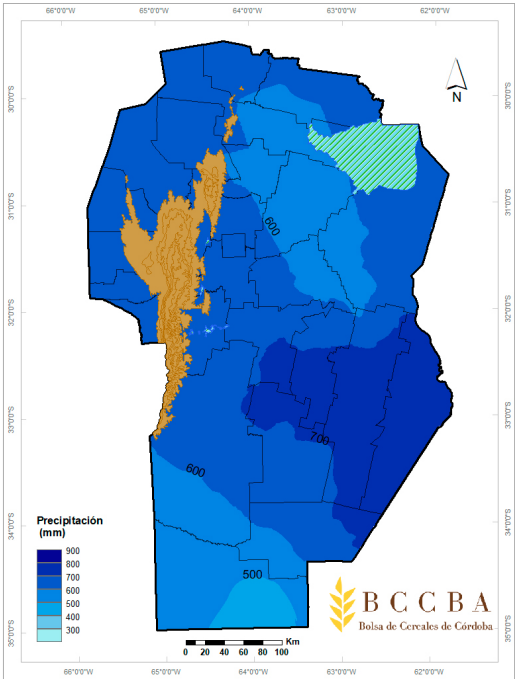 66°0'0"W 65°0'0"W 64°0'0"W 63°0'0"W 62°0'0"W
30°0'0"S
31°0'0"S
32°0'0"S
33°0'0"S
34°0'0"S
35°0'0"S
30°0'0"S
31°0'0"S
32°0'0"S
33°0'0"S
34°0'0"S
35°0'0"S
N
600
700
600
500
Precipitación
(mm)
900
800
700
600
500
400
300
Km
0 10 20 40 60 80 100
BCCBA
Bolsa de Cereales de Córdoba
66°0'0"W 65°0'0"W 64°0'0"W 63°0'0"W 62°0'0"W